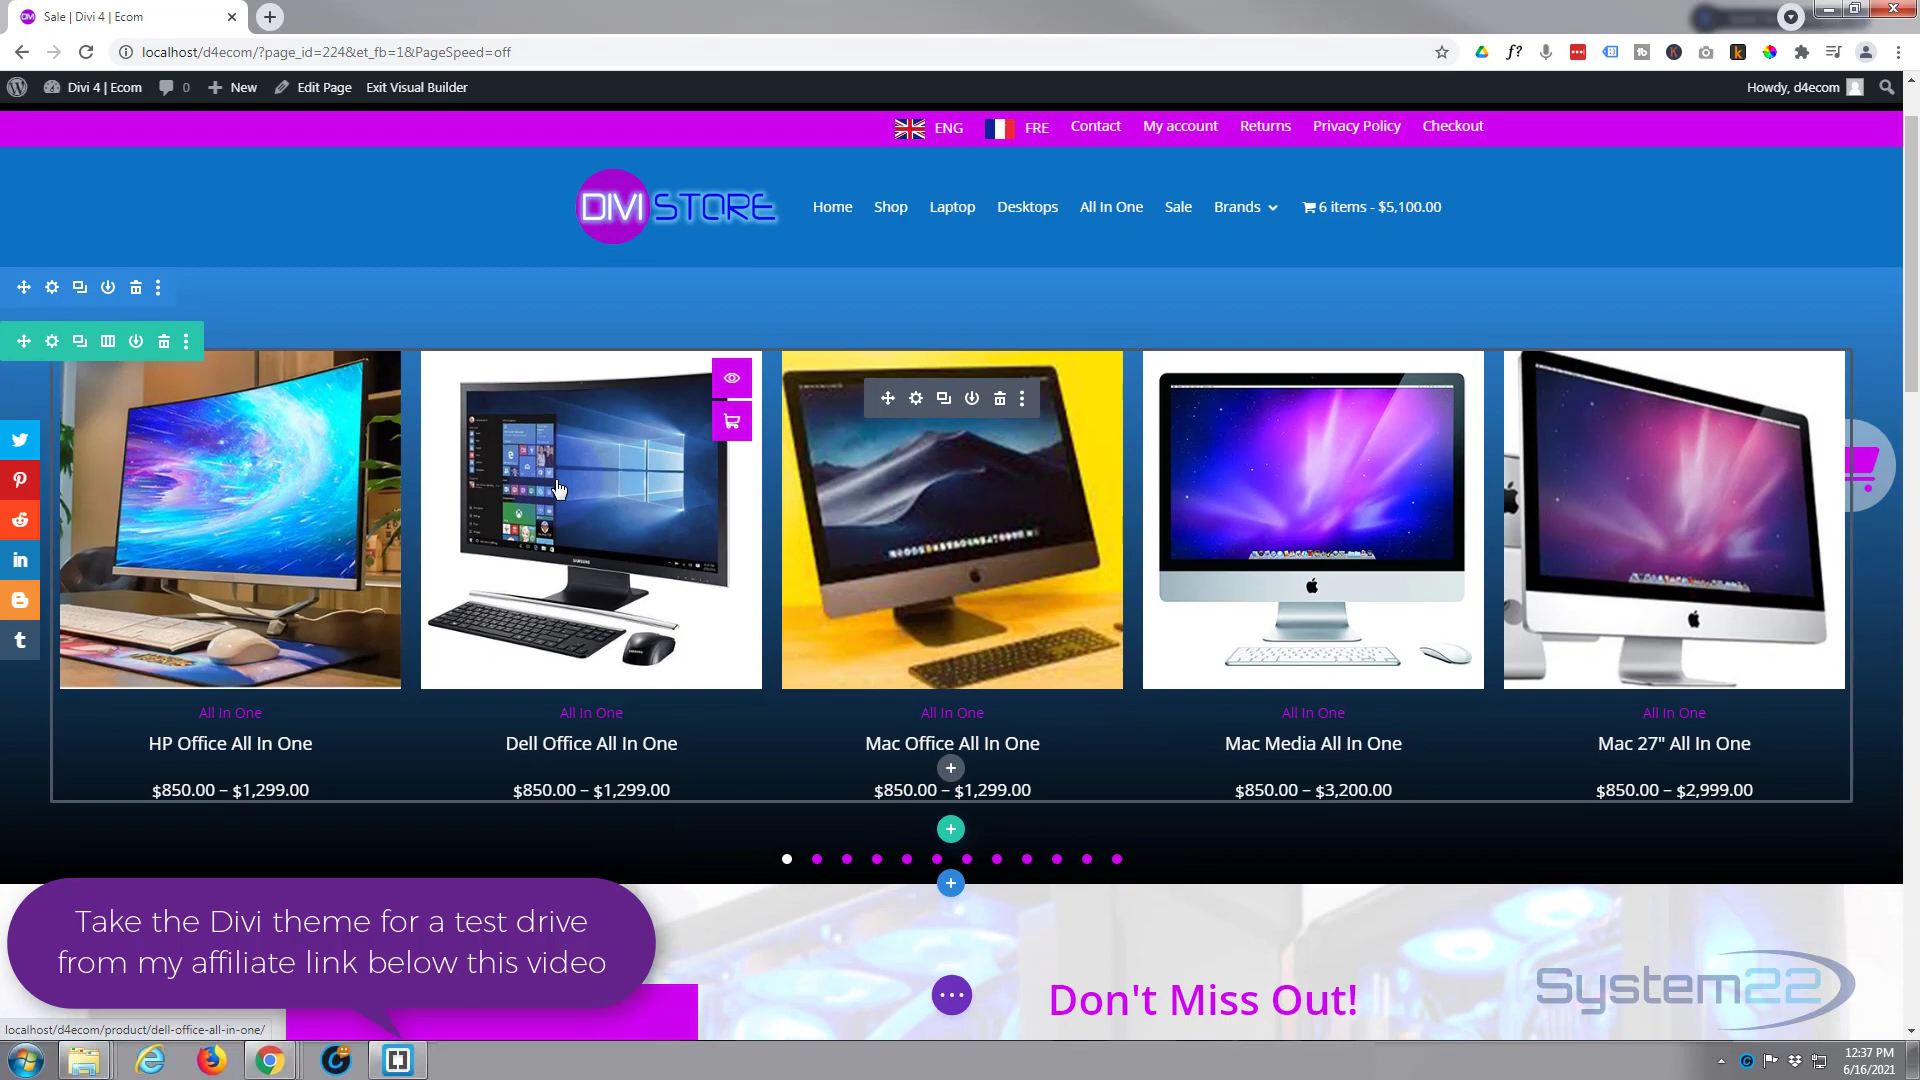 Sale | Divi 4 | Ecom
localhost/d4ecom/?page_id=224&et_fb=1&PageSpeed=off
Divi 4 | Ecom 0 New Edit Page Exit Visual Builder Howdy, d4ecom
ENG FRE Contact My account Returns Privacy Policy Checkout
DIVI STORE Home Shop Laptop Desktops All In One Sale Brands 6 items - $5,100.00
All In One All In One All In One All In One All In One
HP Office All In One Dell Office All In One Mac Office All In One Mac Media All In One Mac 27" All In One
$850.00 – $1,299.00 $850.00 – $1,299.00 $850.00 – $1,299.00 $850.00 – $3,200.00 $850.00 – $2,999.00
Take the Divi theme for a test drive
from my affiliate link below this video
Don't Miss Out!
System22
localhost/d4ecom/product/dell-office-all-in-one/
12:37 PM
6/16/2021